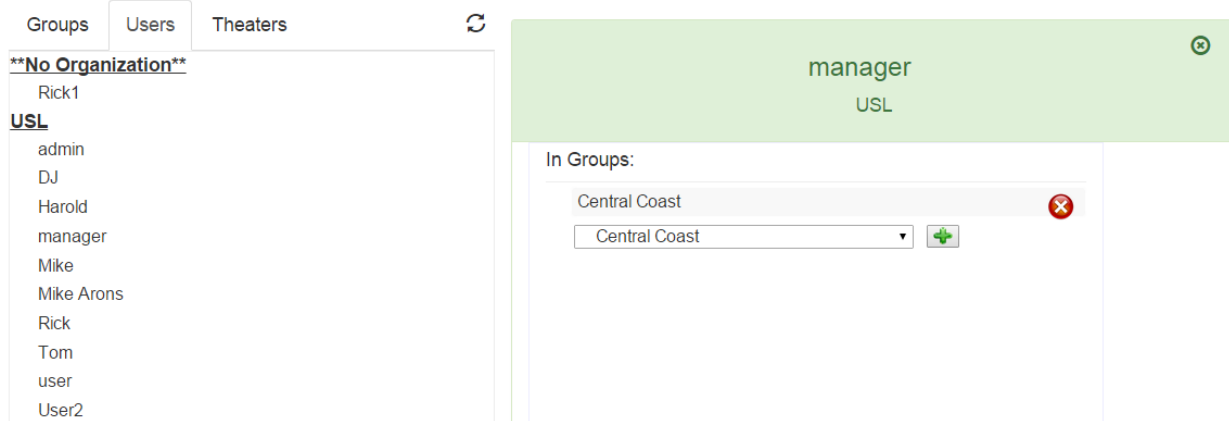 Groups Users Theaters
**No Organization**
Rick1
USL
admin
DJ
Harold
manager
Mike
Mike Arons
Rick
Tom
user
User2
manager
USL
In Groups:
Central Coast
Central Coast